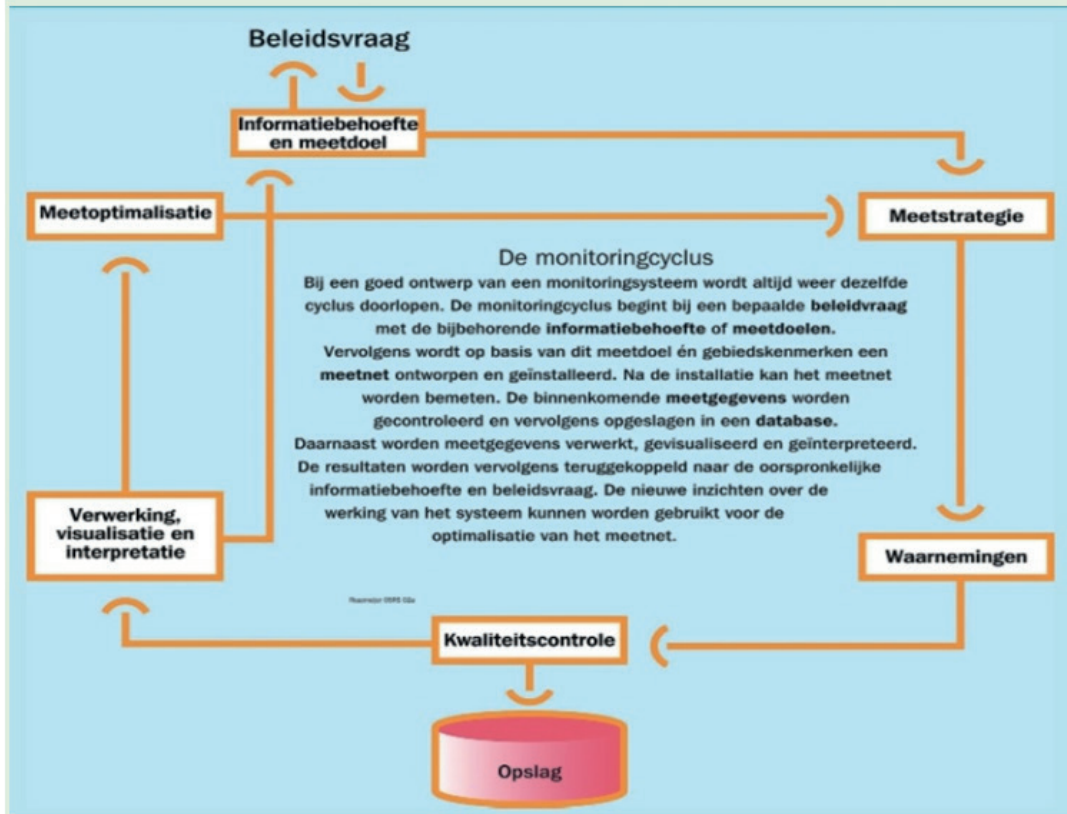 Beleidsvraag
Informatiebehoefte
en meetdoel
Meetoptimalisatie
Meetstrategie
De monitoringcyclus
Bij een goed ontwerp van een monitoringsysteem wordt altijd weer dezelfde
cyclus doorlopen. De monitoringcyclus begint bij een bepaalde beleidvraag
met de bijbehorende informatiebehoefte of meetdoelen.
Vervolgens wordt op basis van dit meetdoel én gebiedskenmerken een
meetnet ontworpen en geïnstalleerd. Na de installatie kan het meetnet
worden bemeten. De binnenkomende meetgegevens worden
gecontroleerd en vervolgens opgeslagen in een database.
Daarnaast worden meetgegevens verwerkt, gevisualiseerd en geïnterpreteerd.
De resultaten worden vervolgens teruggekoppeld naar de oorspronkelijke
informatiebehoefte en beleidsvraag. De nieuwe inzichten over de
werking van het systeem kunnen worden gebruikt voor de
optimalisatie van het meetnet.
Verwerking,
visualisatie en
interpretatie
Waarnemingen
Kwaliteitscontrole
Opslag